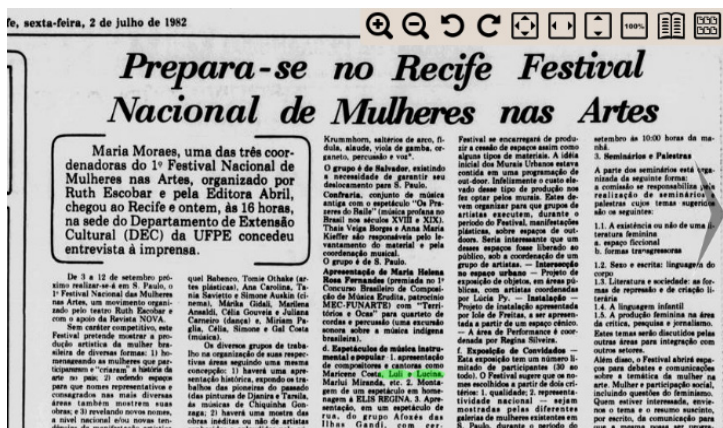 fe, sexta-feira, 2 de julho de 1982
100%
Prepara-se no Recife Festival
Nacional de Mulheres nas Artes
Maria Moraes, uma das três coor-
denadoras do 1º Festival Nacional de
Mulheres nas Artes, organizado por
Ruth Escobar e pela Editora Abril,
chegou ao Recife e ontem, às 16 horas,
na sede do Departamento de Extensão
Cultural (DEC) da UFPE concedeu
entrevista à imprensa.
De 3 a 12 de setembro pró-
ximo realizar-se-á em S. Paulo, o
1º Festival Nacional das Mulheres
nas Artes, um movimento organi-
zado pelo teatro Ruth Escobar e
com o apoio da Revista NOVA.
Sem caráter competitivo, este
Festival pretende mostrar a pro-
dução artística da mulher bra-
sileira de diversas formas: 1) ho-
menageando as mulheres que par-
ticiparam e "criaram" a história da
arte no país; 2) cedendo espaço
para que nomes representativos e
consagrados nas mais diversas
áreas também mostrem suas
obras; e 3) revelando novos nomes,
a nível nacional e/ou novas ten-
quel Babenco, Tomie Othake (ar-
tes plásticas), Ana Carolina, Ta-
nia Savietto e Simone Auskin (ci-
nema), Márika Gidali, Marilena
Ansaldi, Célia Gouveia e Juliana
Carneiro (dança) e, Miriam Pa-
glia, Célia, Simone e Gal Costa
(música).
Os diversos grupos de traba-
lho na organização de suas respec-
tivas áreas seguindo uma mesma
concepção: 1) haverá uma apre-
sentação histórica, expondo os tra-
balhos das pioneiras do passado
(das pinturas de Djanira e Tarsila,
às músicas de Chiquinha Gon-
zaga; 2) haverá uma mostra das
obras inéditas ou não de artistas
Krummhorn, saltérios de arco, fí-
dula, alaude, viola de gamba, or-
ganeto, percussão e voz".
O grupo é de Salvador, existindo
a necessidade de garantir seu
deslocamento para S. Paulo.
Confraria, conjunto de música
antiga com o espetáculo "Os Pra-
zeres do Baile" (música profana no
Brasil nos séculos XVIII e XIX).
Thais Veiga Borges e Anna Maria
Kieffer são responsáveis pelo le-
vantamento do material e pela
coordenação musical.
O grupo é de S. Paulo.
Apresentação de Maria Helena
Rosa Fernandes (premiada no 1º
Concurso Brasileiro de Composi-
ção de Música Erudita, patrocínio
MEC-FUNARTE) com "Terri-
tórios e Ocas" para quarteto de
cordas e percussão (uma excursão
sonora sobre a música indígena
brasileira).
d. Espetáculos de música instru-
mental e popular - 1. apresentação
de compositores e cantoras como
Maricene Costa, Loli e Lucina,
Marlui Miranda, etc. 2. Monta-
gem de um espetáculo em home-
nagem à ELIS REGINA. 3. Apre-
sentação, em um espetáculo de
rua, do grupo Afozés das
Ilhas Gandi, com cer-
Festival se encarregará de produ-
zir a cessão de espaços assim como
alguns tipos de materiais. A idéia
inicial dos Murais Urbanos estava
contida em uma programação de
out-door. Infelizmente o custo ele-
vado desse tipo de produção nos
fez optar pelos murais. Estes de-
vem organizar para que grupos de
artistas executem, durante o
período do Festival, manifestações
plásticas, sobre espaços de out-
doors. Seria interessante que um
desses espaços fosse liberado ao
público, sob a coordenação de um
grupo de artistas. - Intersecção
no espaço urbano — Projeto de
exposição de objetos, em áreas pú-
blicas, com artistas coordenadas
por Lúcia Py. - Instalação —
Projeto de instalação apresentada
por Iole de Freitas, a ser apresen-
tada a partir de um espaço cênico.
— A área de Performance é coor-
denada por Regina Silveira.
f. Exposição de Convidados —
Esta exposição tem um número li-
mitado de participantes (30 ao
todo). O Festival sugere que os no-
mes escolhidos a partir de dois cri-
térios: 1. qualidade; 2. represen-
tividade nacional — sejam
mostradas pelas diferentes
galerias de mulheres existentes em
S. Paulo, durante o período do
setembro às 10:00 horas da ma-
nhã.
3. Seminários e Palestras
A parte dos seminários está orga-
nizada da seguinte forma:
a comissão se responsabiliza pela
realização de seminários e
palestras cujos temas sugeridos
são os seguintes:
1.1. A existência ou não de uma li-
teratura feminina
a. espaço ficcional
b. formas transgressoras
1.2. Sexo e escrita: linguagem do
corpo
1.3. Literatura e sociedade: as for-
mas de repressão e de criação li-
terária
1.4. A linguagem infantil
1.5. A produção feminina na área
da crítica, pesquisa e jornalismo.
Estes temas serão discutidos pelas
outras áreas para integração com
outros setores.
Além disso, o Festival abrirá espa-
ços para debates e comunicações
sobre a temática da mulher na
arte. Mulher e participação social,
incluindo questões do feminismo.
Quem estiver interessada, envie-
nos o tema e o resumo sucinto,
por escrito, da comunicação para